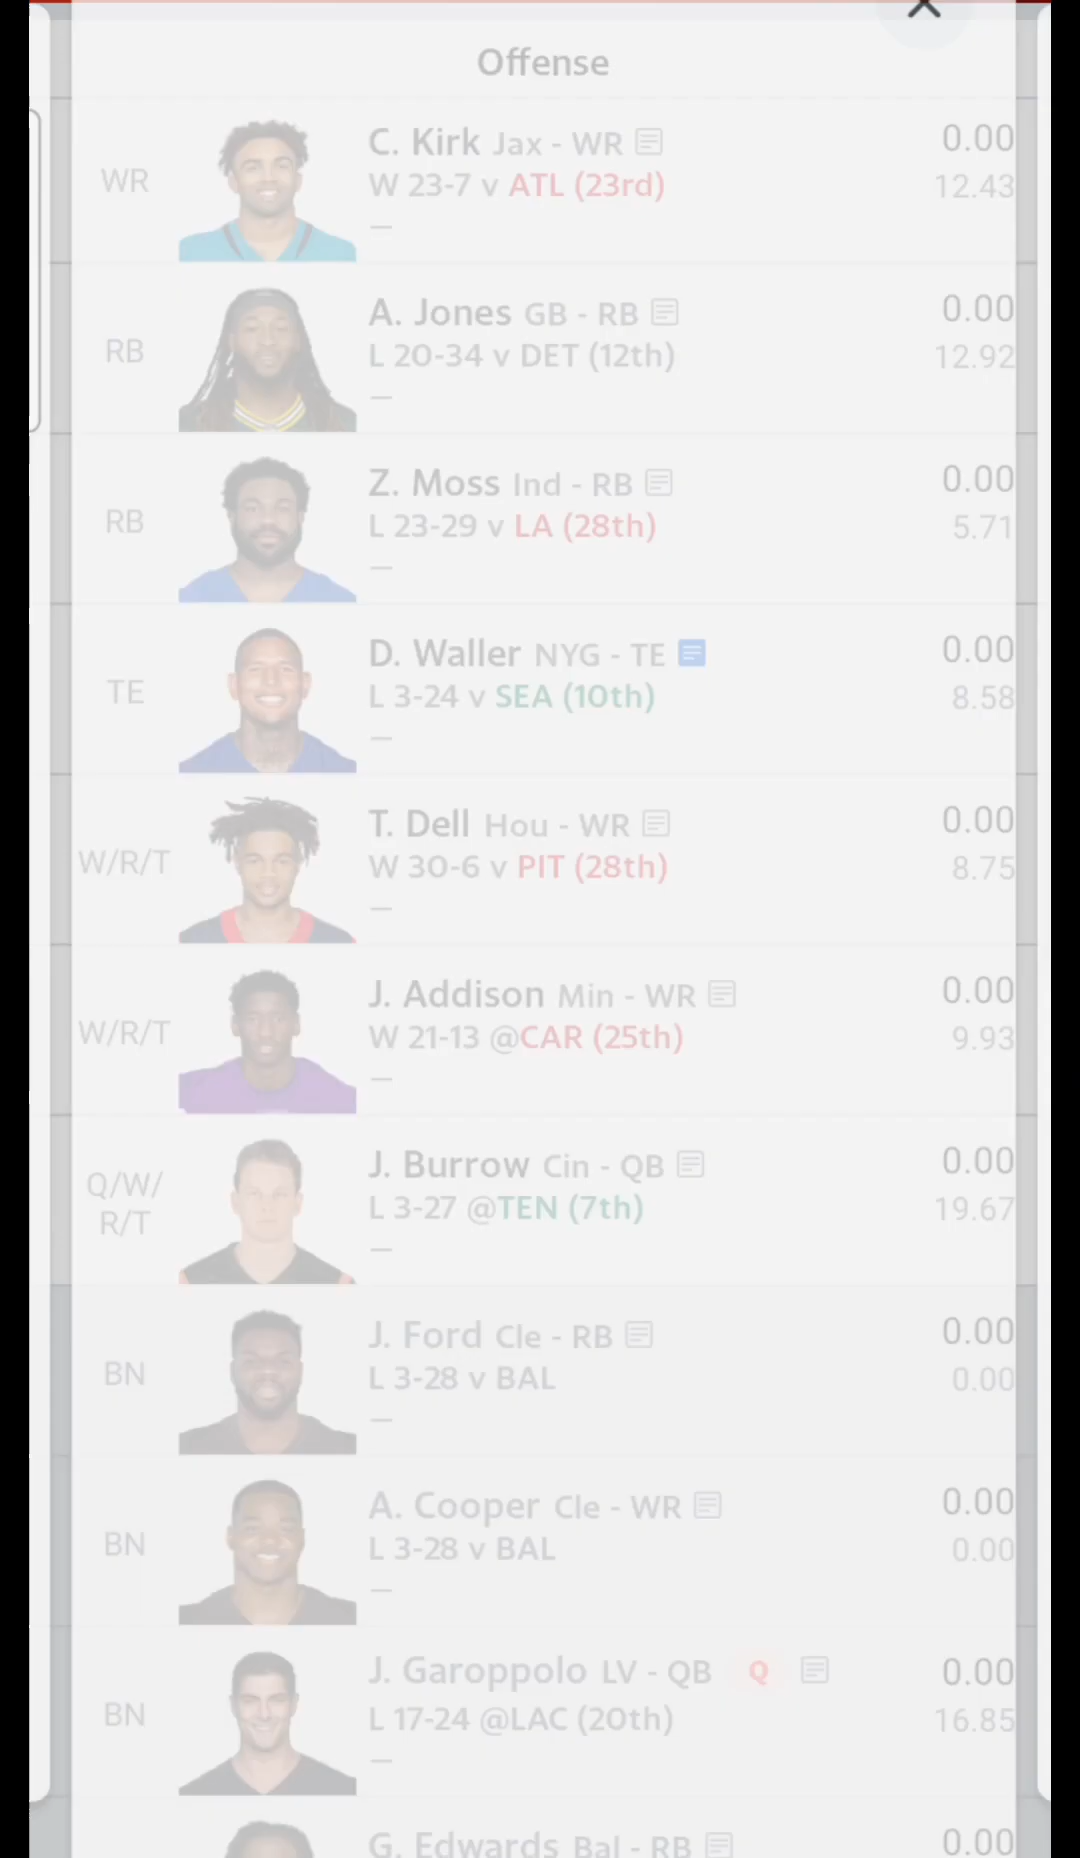 Offense
WR
C. Kirk Jax - WR
0.00
W 23-7 v ATL (23rd)
12.43
–
RB
A. Jones GB - RB
0.00
L 20-34 v DET (12th)
12.92
–
RB
Z. Moss Ind - RB
0.00
L 23-29 v LA (28th)
5.71
–
TE
D. Waller NYG - TE
0.00
L 3-24 v SEA (10th)
8.58
–
W/R/T
T. Dell Hou - WR
0.00
W 30-6 v PIT (28th)
8.75
–
W/R/T
J. Addison Min - WR
0.00
W 21-13 @CAR (25th)
9.93
–
Q/W/
R/T
J. Burrow Cin - QB
0.00
L 3-27 @TEN (7th)
19.67
–
BN
J. Ford Cle - RB
0.00
L 3-28 v BAL
0.00
–
BN
A. Cooper Cle - WR
0.00
L 3-28 v BAL
0.00
–
BN
J. Garoppolo LV - QB Q
0.00
L 17-24 @LAC (20th)
16.85
–
G. Edwards Bal - RB
0.00